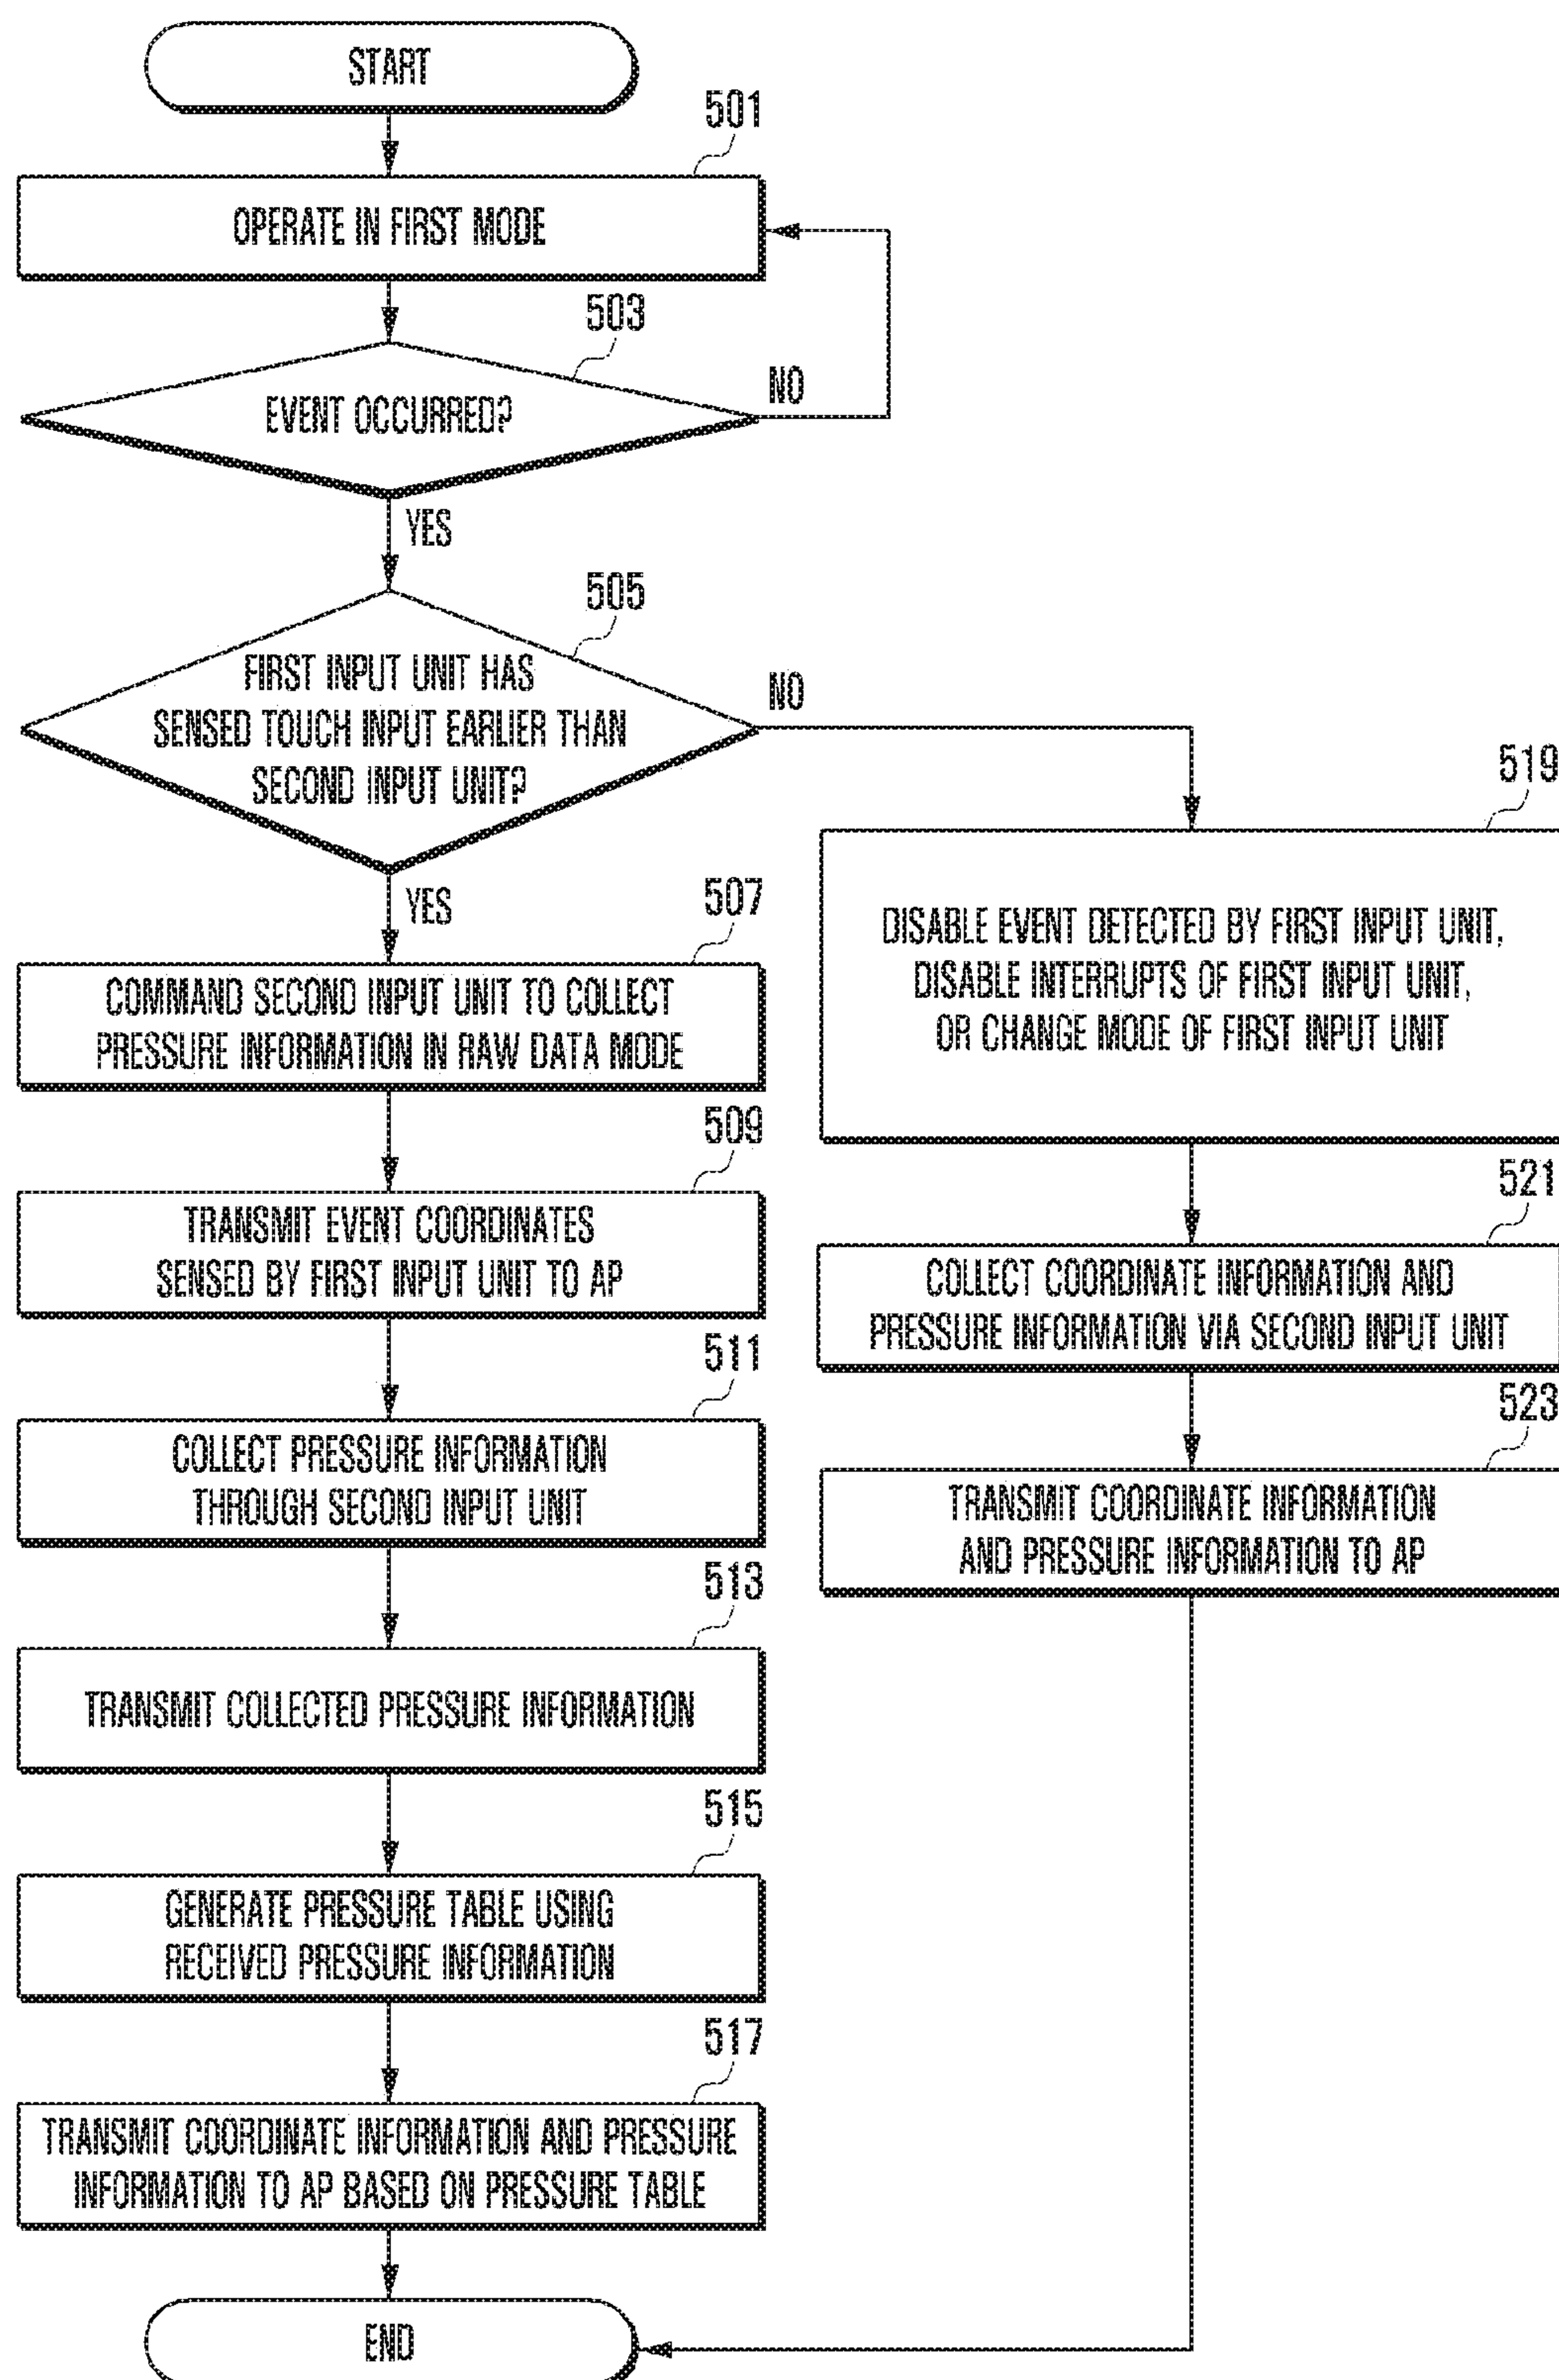 START
501
OPERATE IN FIRST MODE
503
EVENT OCCURRED?
NO
YES
505
FIRST INPUT UNIT HAS
SENSED TOUCH INPUT EARLIER THAN
SECOND INPUT UNIT?
NO
YES
507
COMMAND SECOND INPUT UNIT TO COLLECT
PRESSURE INFORMATION IN RAW DATA MODE
509
TRANSMIT EVENT COORDINATES
SENSED BY FIRST INPUT UNIT TO AP
511
COLLECT PRESSURE INFORMATION
THROUGH SECOND INPUT UNIT
513
TRANSMIT COLLECTED PRESSURE INFORMATION
515
GENERATE PRESSURE TABLE USING
RECEIVED PRESSURE INFORMATION
517
TRANSMIT COORDINATE INFORMATION AND PRESSURE
INFORMATION TO AP BASED ON PRESSURE TABLE
519
DISABLE EVENT DETECTED BY FIRST INPUT UNIT,
DISABLE INTERRUPTS OF FIRST INPUT UNIT,
OR CHANGE MODE OF FIRST INPUT UNIT
521
COLLECT COORDINATE INFORMATION AND
PRESSURE INFORMATION VIA SECOND INPUT UNIT
523
TRANSMIT COORDINATE INFORMATION
AND PRESSURE INFORMATION TO AP
END